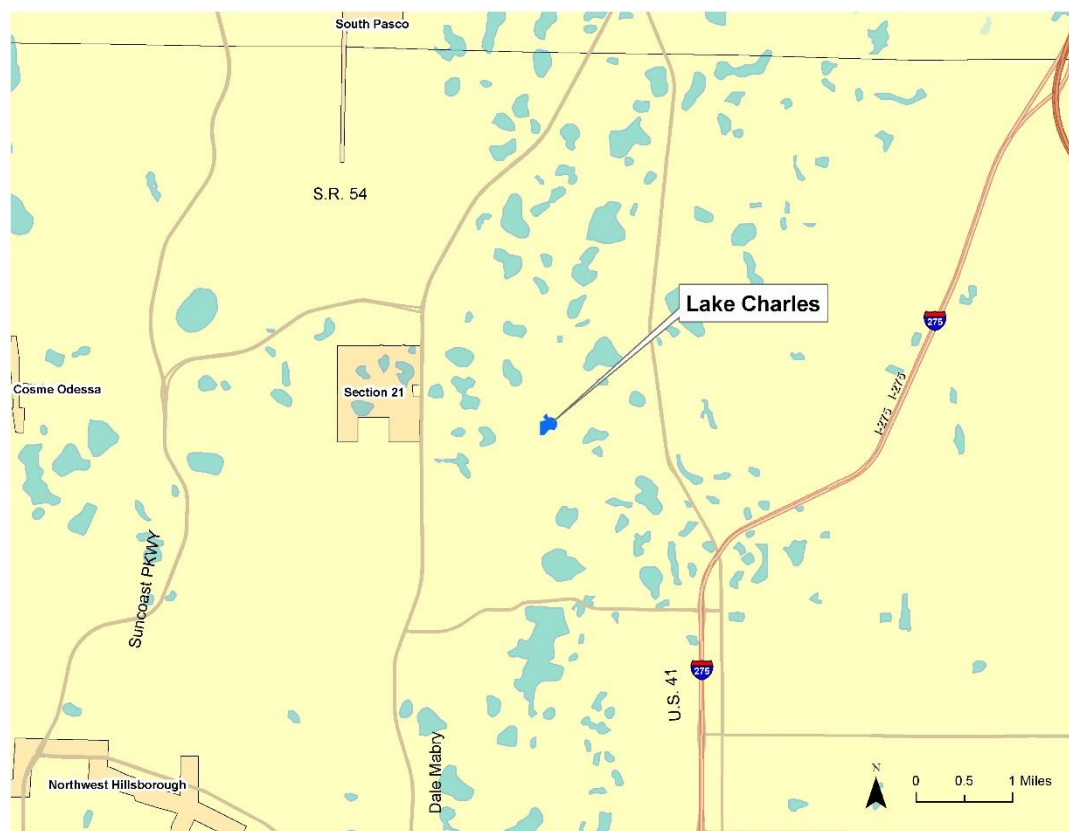 South Pasco
S.R. 54
Lake Charles
275
Cosme Odessa
Section 21
I-275 I-275
Suncoast PKWY
275
U.S. 41
Dale Mabry
Northwest Hillsborough
N
0 0.5 1 Miles